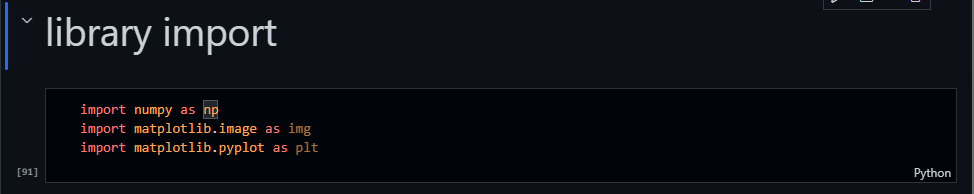 library import
import numpy as np
import matplotlib.image as img
import matplotlib.pyplot as plt
[91]
Python